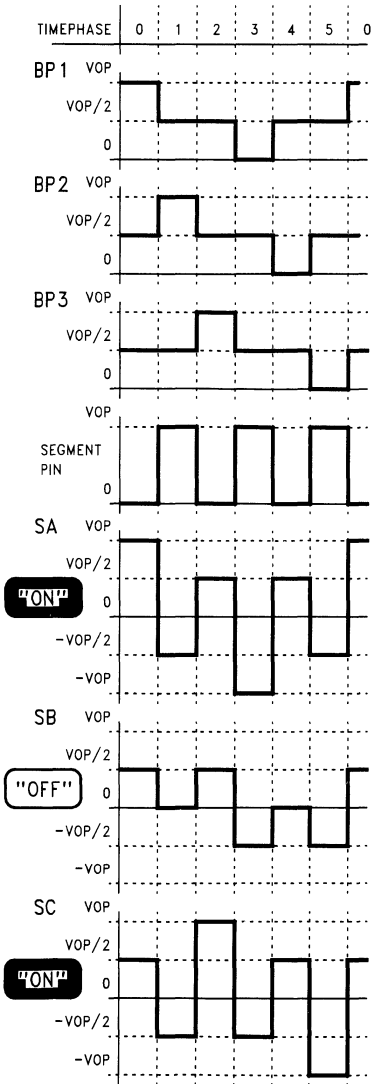 TIMEPHASE 0 1 2 3 4 5 0
BP1 VOP
VOP/2
0
BP2 VOP
VOP/2
0
BP3 VOP
VOP/2
0
VOP
SEGMENT
PIN
0
SA VOP
VOP/2
"ON" 0
-VOP/2
-VOP
SB VOP
VOP/2
"OFF" 0
-VOP/2
-VOP
SC VOP
VOP/2
"ON" 0
-VOP/2
-VOP